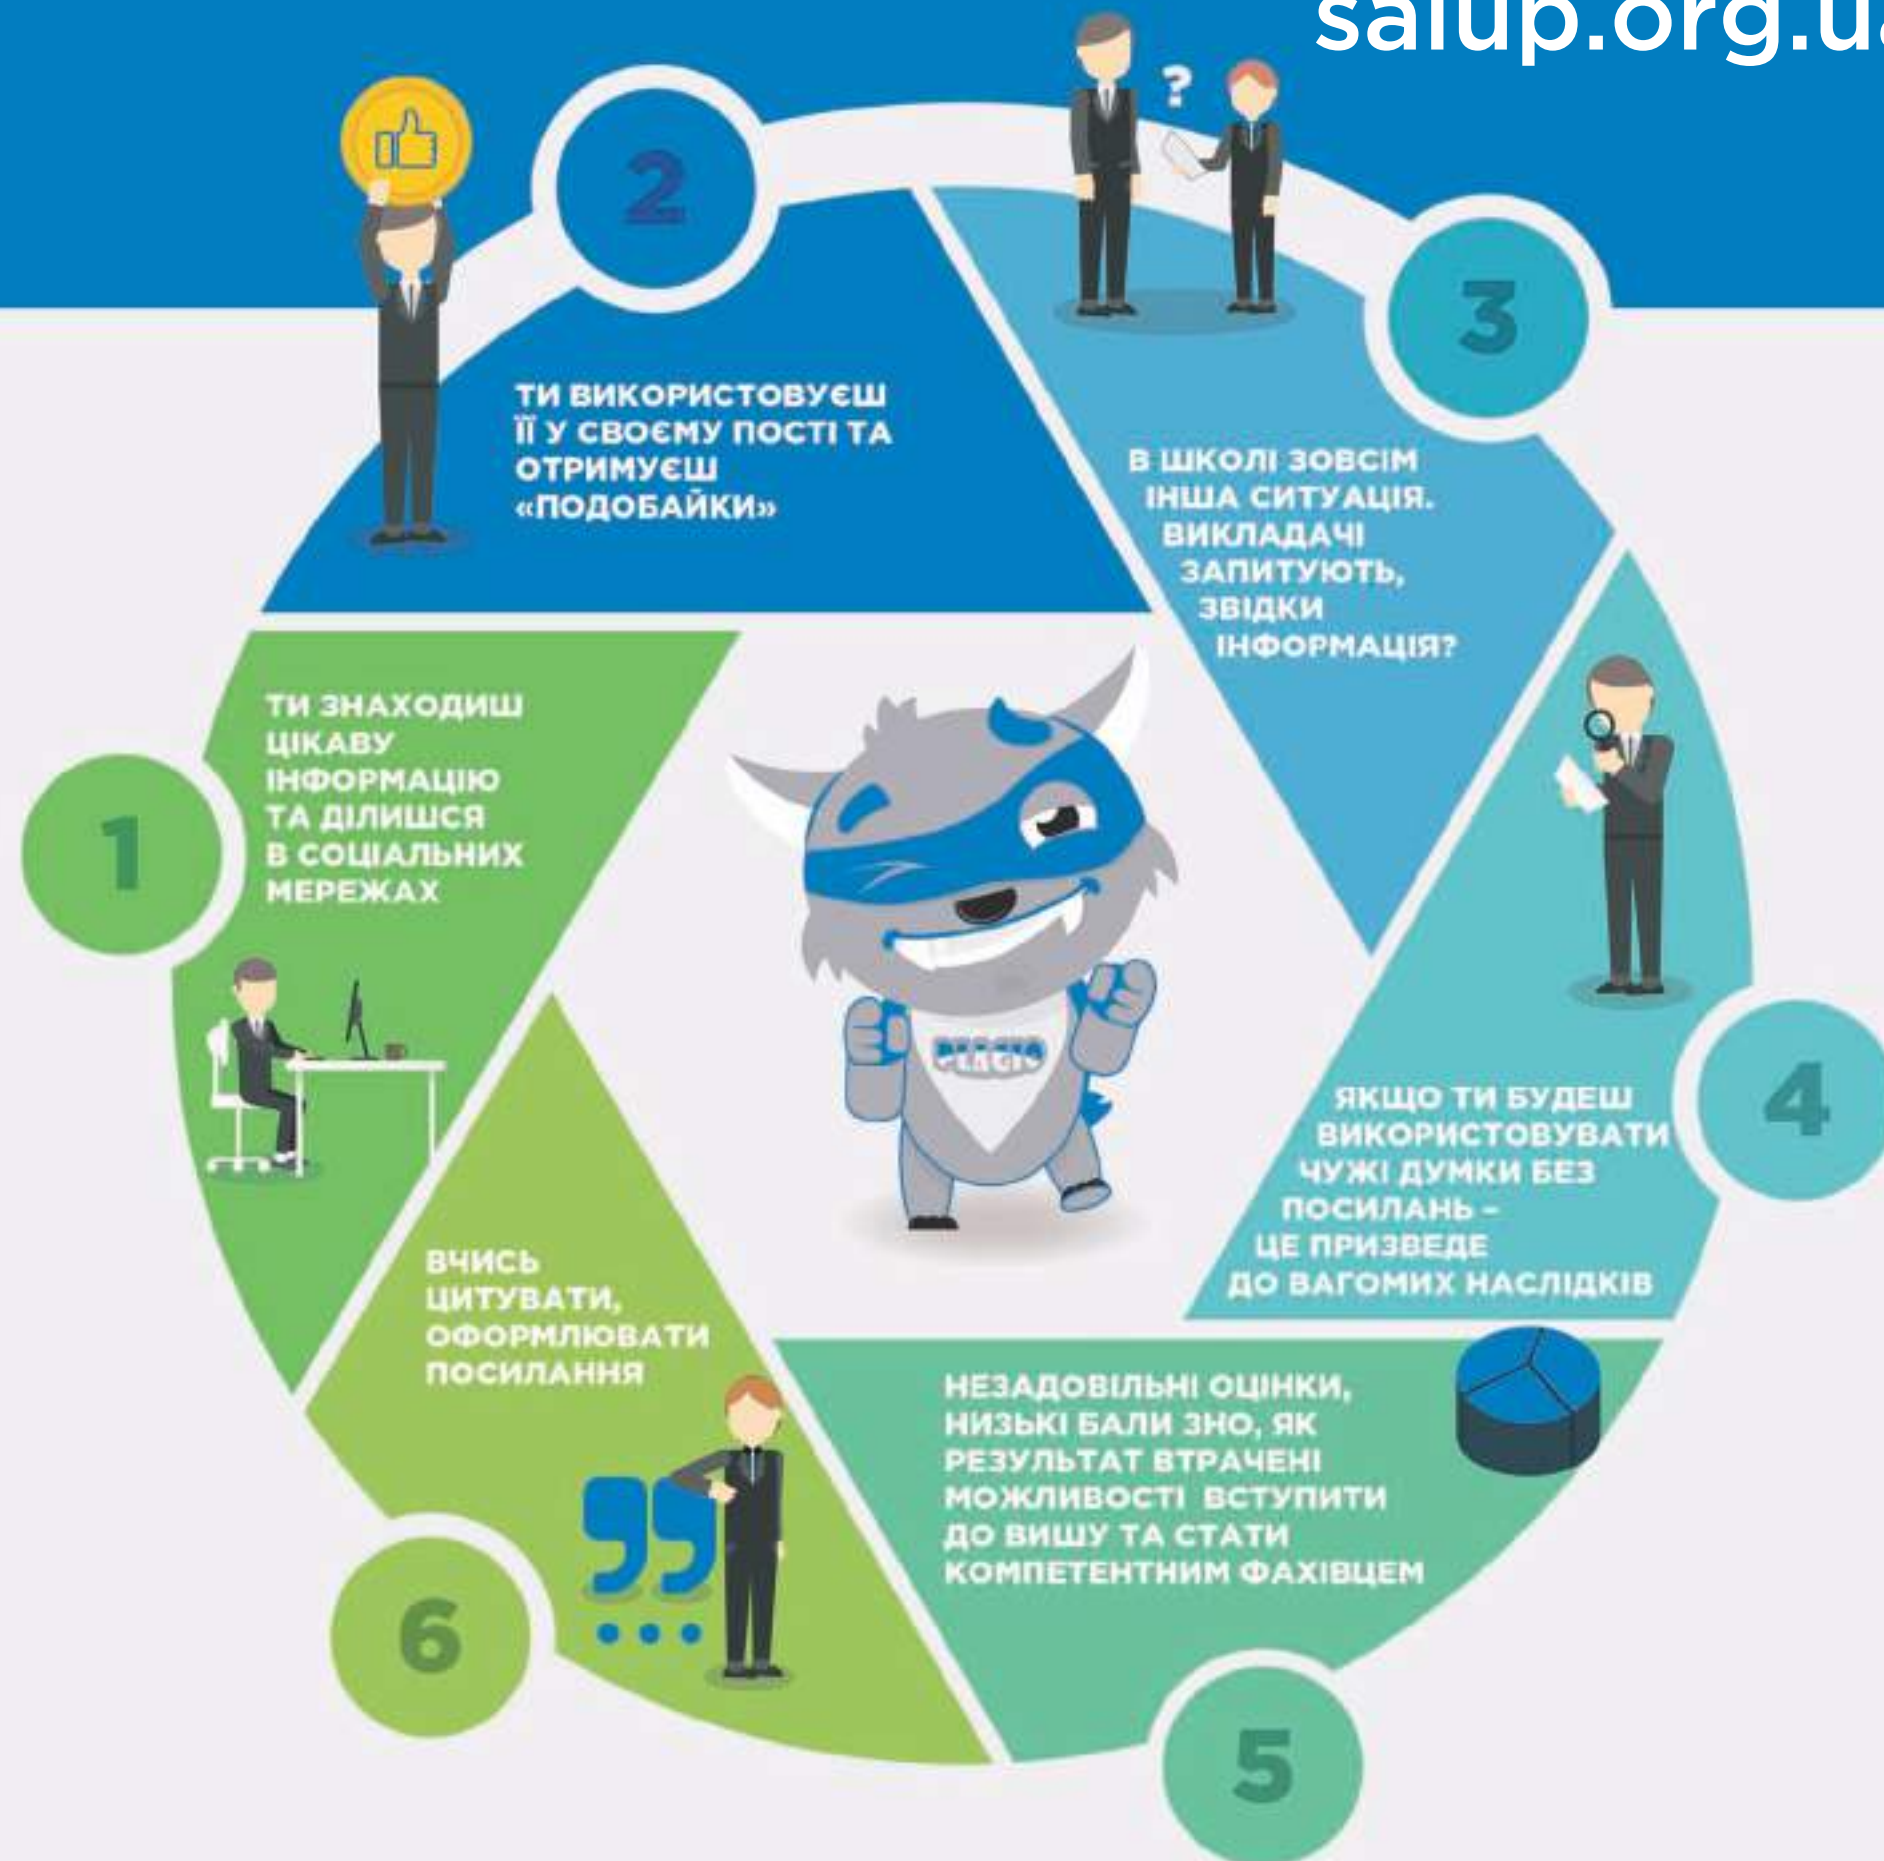 salup.org.ua
2
3
ТИ ВИКОРИСТОВУЄШ
ЇЇ У СВОЄМУ ПОСТІ ТА
ОТРИМУЄШ
«ПОДОБАЙКИ»
?
В ШКОЛІ ЗОВСІМ
ІНША СИТУАЦІЯ.
ВИКЛАДАЧІ
ЗАПИТУЮТЬ,
ЗВІДКИ
ІНФОРМАЦІЯ?
1
ТИ ЗНАХОДИШ
ЦІКАВУ
ІНФОРМАЦІЮ
ТА ДІЛИШСЯ
В СОЦІАЛЬНИХ
МЕРЕЖАХ
PLAGIO
4
ЯКЩО ТИ БУДЕШ
ВИКОРИСТОВУВАТИ
ЧУЖІ ДУМКИ БЕЗ
ПОСИЛАНЬ –
ЦЕ ПРИЗВЕДЕ
ДО ВАГОМИХ НАСЛІДКІВ
НЕЗАДОВІЛЬНІ ОЦІНКИ,
НИЗЬКІ БАЛИ ЗНО, ЯК
РЕЗУЛЬТАТ ВТРАЧЕНІ
МОЖЛИВОСТІ ВСТУПИТИ
ДО ВИШУ ТА СТАТИ
КОМПЕТЕНТНИМ ФАХІВЦЕМ
5
ВЧИСЬ
ЦИТУВАТИ,
ОФОРМЛЮВАТИ
ПОСИЛАННЯ
6